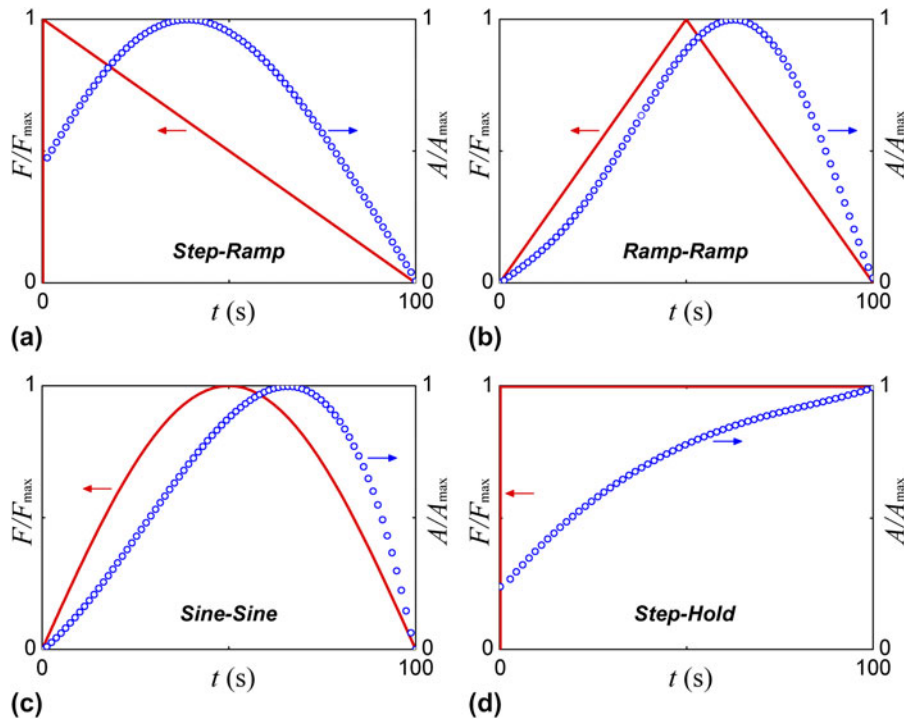 1
1
F/Fmax
A/Amax
Step-Ramp
0
0
0
100
t (s)
(a)
1
1
F/Fmax
A/Amax
Ramp-Ramp
0
0
0
100
t (s)
(b)
1
1
F/Fmax
A/Amax
Sine-Sine
0
0
0
100
t (s)
(c)
1
1
F/Fmax
A/Amax
Step-Hold
0
0
0
100
t (s)
(d)